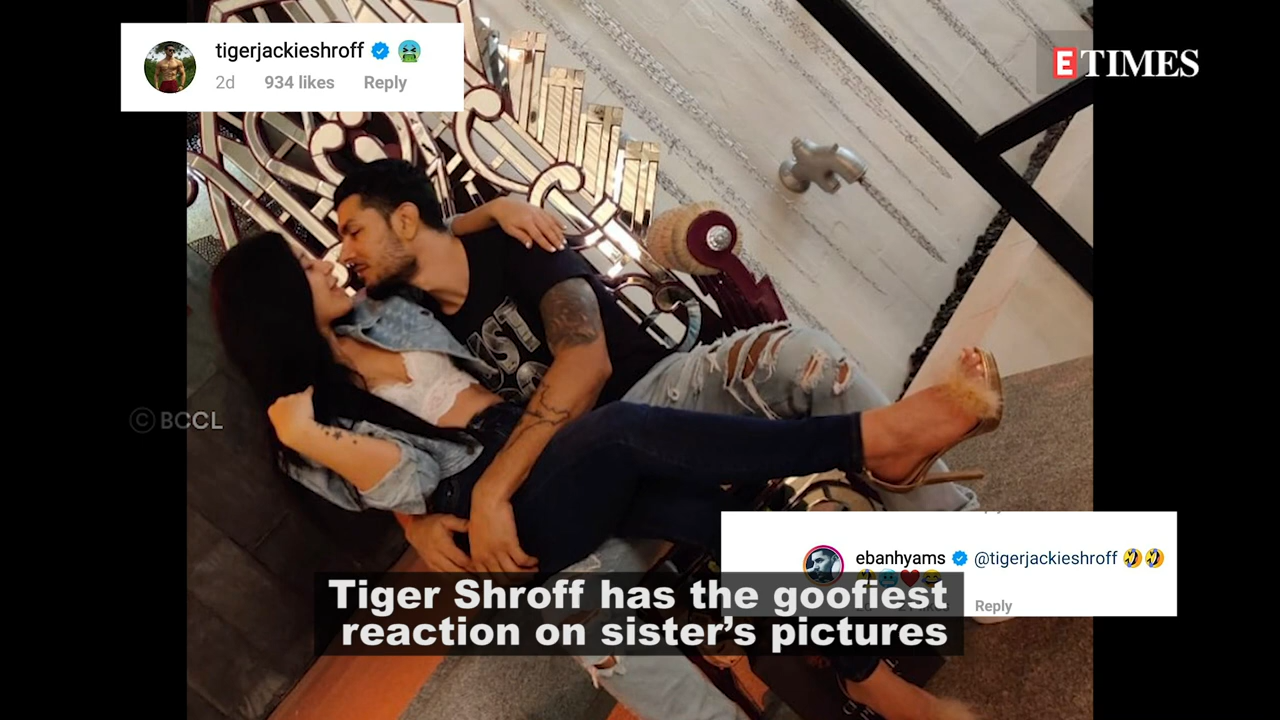 tigerjackieshroff 🤮
2d 934 likes Reply
ETIMES
© BCCL
ebanhyams @tigerjackieshroff 🤣🤣
Reply
Tiger Shroff has the goofiest
reaction on sister's pictures